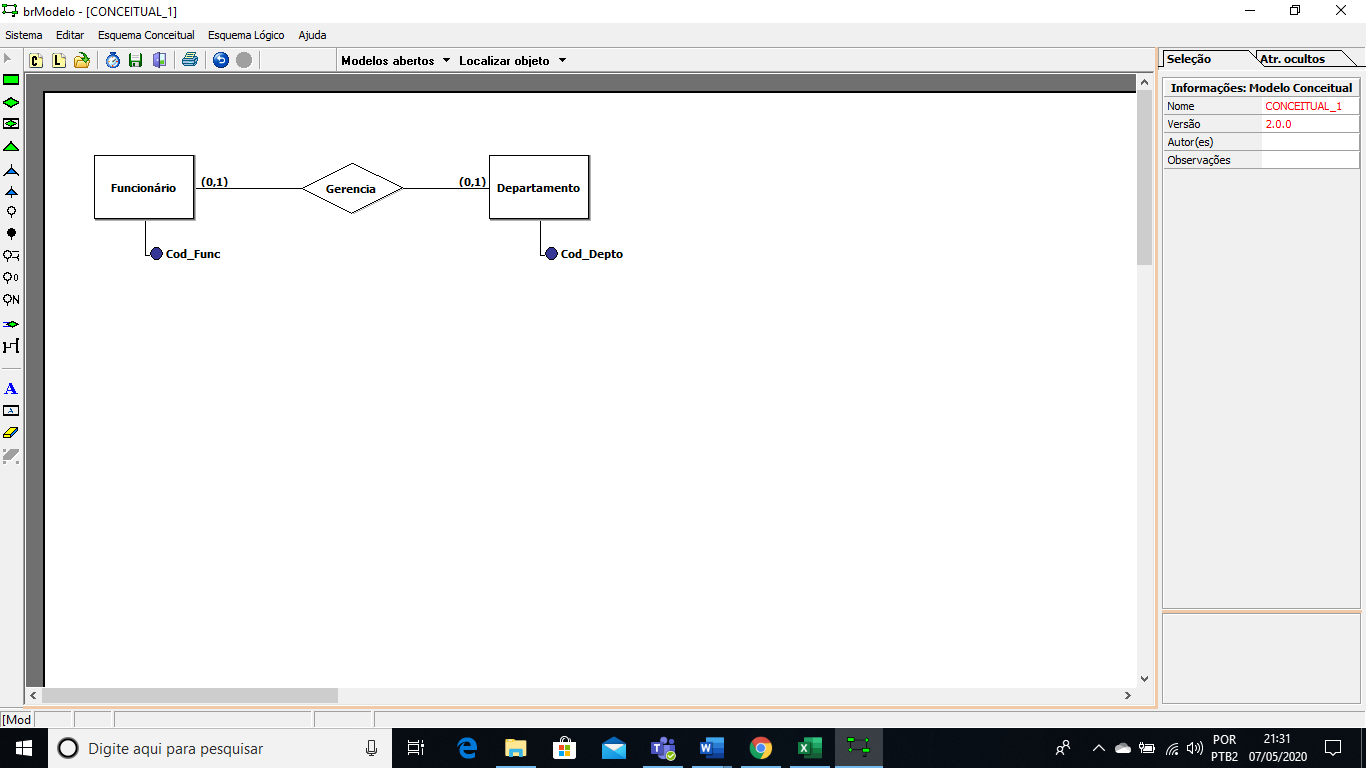 brModelo - [CONCEITUAL_1]
Sistema Editar Esquema Conceitual Esquema Lógico Ajuda
C L Modelos abertos Localizar objeto
Seleção Atr. ocultos
Informações: Modelo Conceitual
Nome CONCEITUAL_1
Versão 2.0.0
Autor(es)
Observações
Funcionário (0,1) Gerencia (0,1) Departamento
Cod_Func Cod_Depto
0
N
A
A
[Mod
Digite aqui para pesquisar
POR 21:31
PTB2 07/05/2020